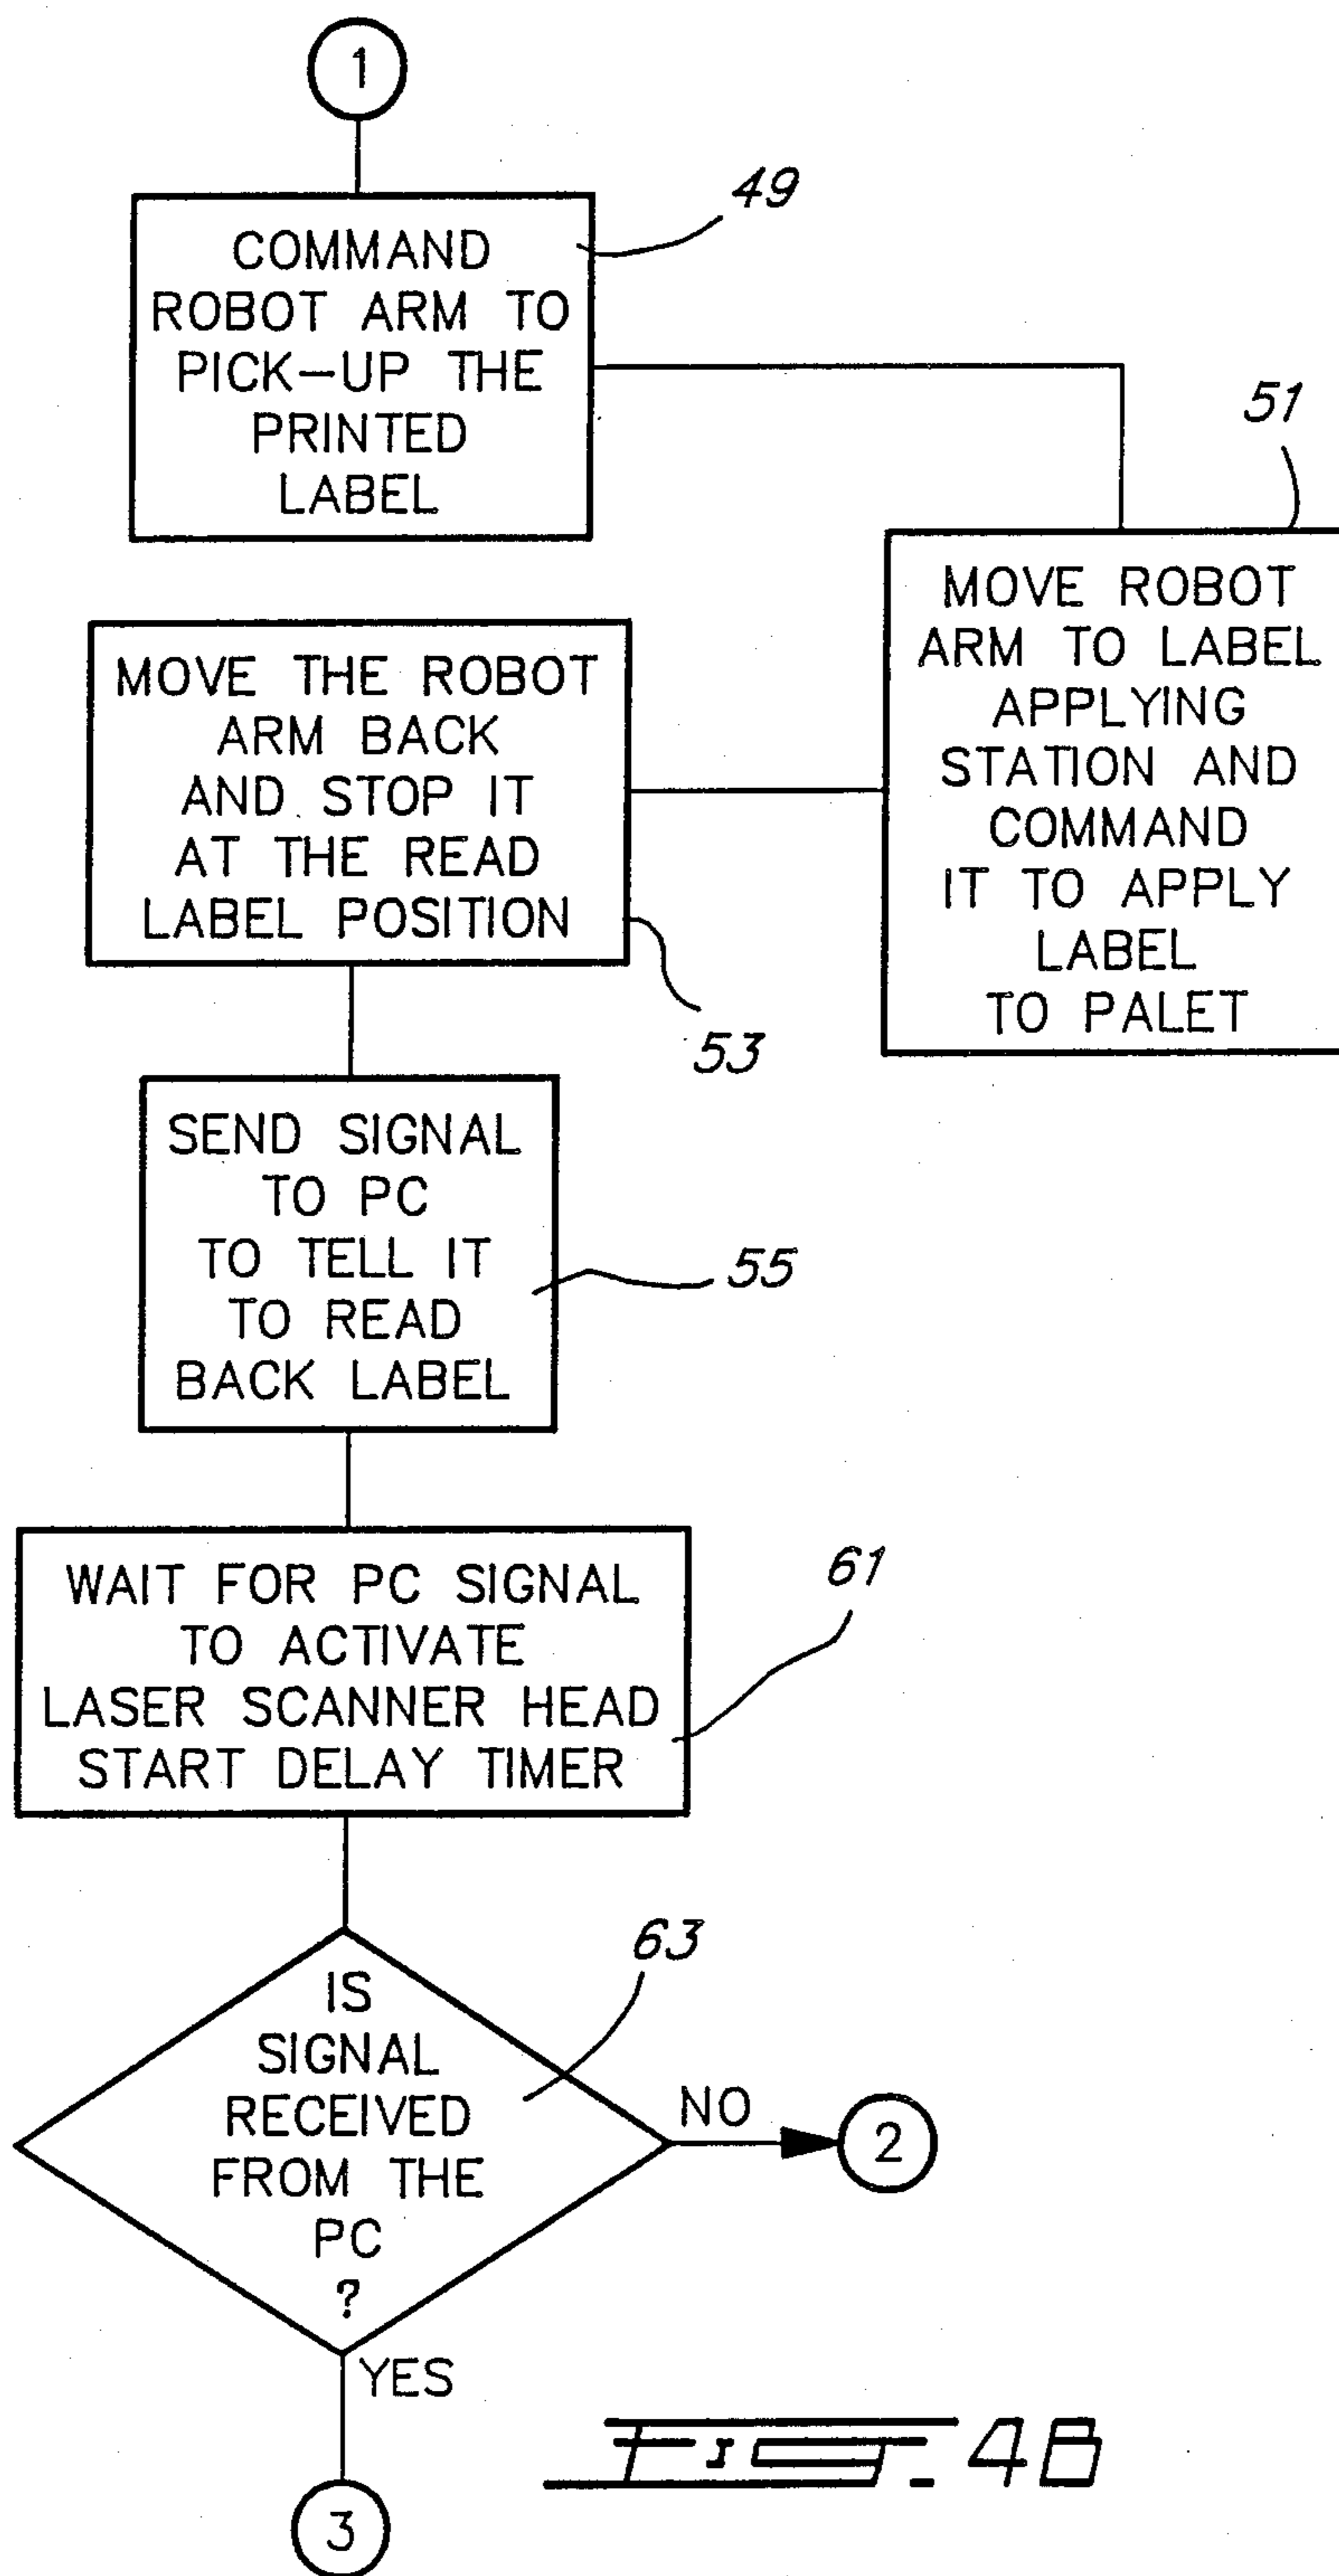 1
49
COMMAND
ROBOT ARM TO
PICK-UP THE
PRINTED
LABEL
51
MOVE ROBOT
ARM TO LABEL
APPLYING
STATION AND
COMMAND
IT TO APPLY
LABEL
TO PALET
MOVE THE ROBOT
ARM BACK
AND STOP IT
AT THE READ
LABEL POSITION
53
SEND SIGNAL
TO PC
TO TELL IT
TO READ
BACK LABEL
55
WAIT FOR PC SIGNAL
TO ACTIVATE
LASER SCANNER HEAD
START DELAY TIMER
61
63
IS
SIGNAL
RECEIVED
FROM THE
PC
?
NO
2
YES
3
Fig. 4B